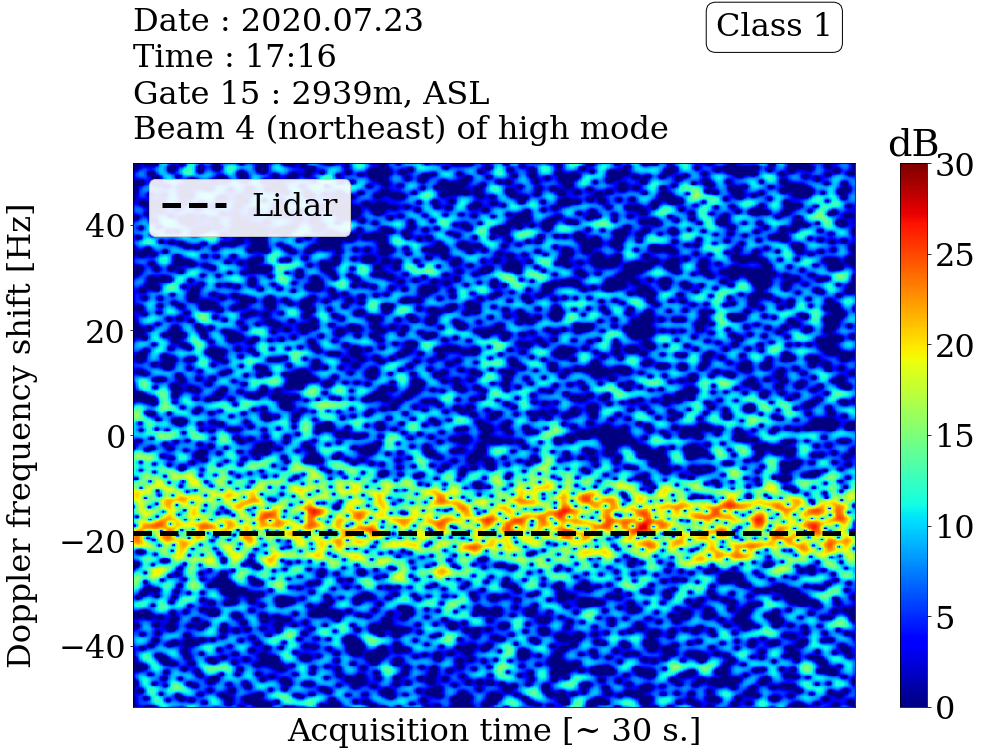 Date : 2020.07.23
Class 1
Time : 17:16
Gate 15 : 2939m, ASL
Beam 4 (northeast) of high mode
dB
30
25
20
15
10
5
0
Lidar
Doppler frequency shift [Hz]
40
20
0
−20
−40
Acquisition time [~ 30 s.]